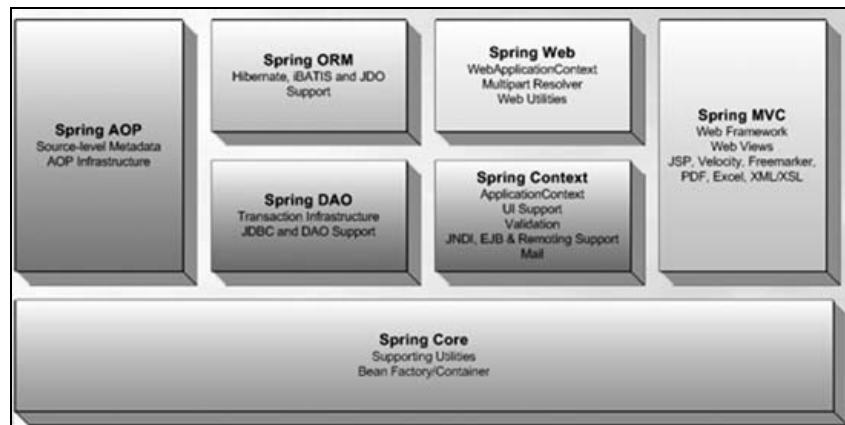 Spring AOP
Source-level Metadata
AOP Infrastructure
Spring ORM
Hibernate, iBATIS and JDO
Support
Spring DAO
Transaction Infrastructure
JDBC and DAO Support
Spring Web
WebApplicationContext
Multipart Resolver
Web Utilities
Spring Context
ApplicationContext
UI Support
Validation
JNDI, EJB & Remoting Support
Mail
Spring MVC
Web Framework
Web Views
JSP, Velocity, Freemarker,
PDF, Excel, XML/XSL
Spring Core
Supporting Utilities
Bean Factory/Container